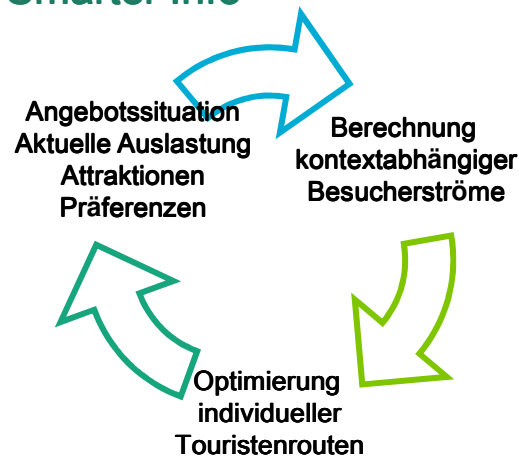 Angebotssituation
Aktuelle Auslastung
Attraktionen
Präferenzen
Berechnung
kontextabhängiger
Besucherströme
Optimierung
individueller
Touristenrouten